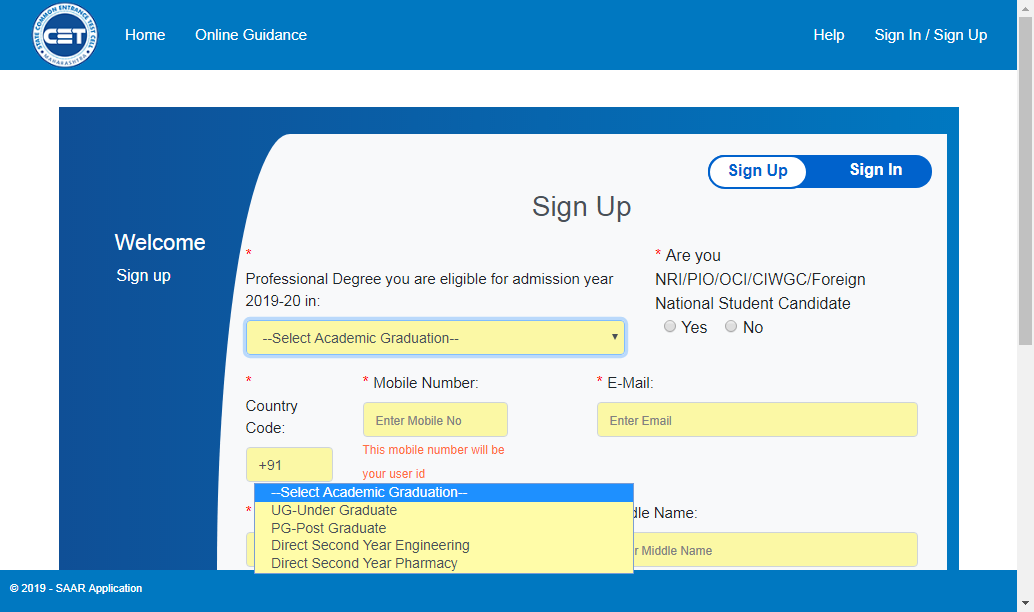 STATE COMMON ENTRANCE TEST CELL
CET
MAHARASHTRA
Home
Online Guidance
Help
Sign In / Sign Up
Sign Up
Sign In
Sign Up
Welcome
Sign up
*
Professional Degree you are eligible for admission year
2019-20 in:
--Select Academic Graduation--
* Are you
NRI/PIO/OCI/CIWGC/Foreign
National Student Candidate
Yes
No
*
Country
Code:
+91
* Mobile Number:
Enter Mobile No
This mobile number will be
your user id
* E-Mail:
Enter Email
--Select Academic Graduation--
UG-Under Graduate
PG-Post Graduate
Direct Second Year Engineering
Direct Second Year Pharmacy
*
dle Name:
r Middle Name
© 2019 - SAAR Application